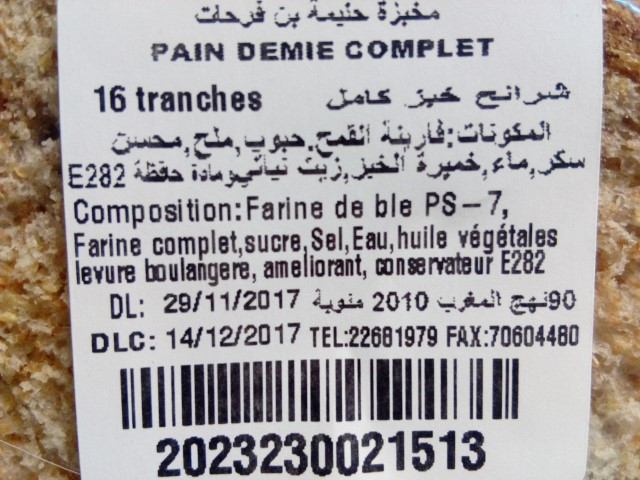 مخبزة حليمة بن فرحات
PAIN DEMIE COMPLET
16 tranches شرائح خبز كامل
المكونات:فارينة القمح,حبوب,ملح,محسن
سكر,ماء,خميرة الخبز,زيت نباتي,ومادة حافظة E282
Composition:Farine de ble PS-7,
Farine complet,sucre,Sel,Eau,huile végétales
levure boulangere, ameliorant, conservateur E282
DL: 29/11/2017 90نهج المغرب 2010 منوبة
DLC: 14/12/2017 TEL:22681979 FAX:70604480
2023230021513